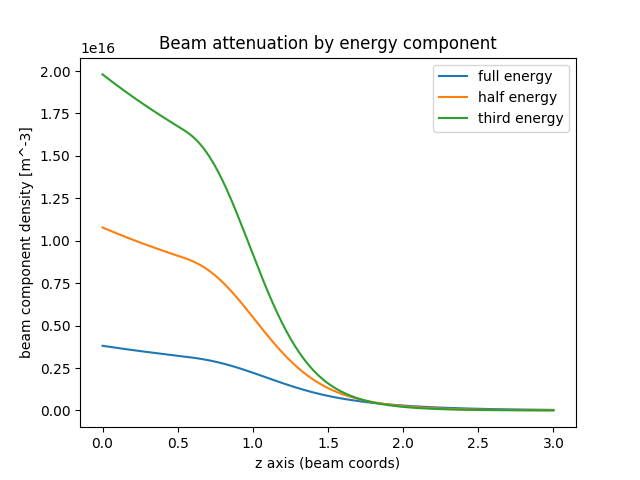 Beam attenuation by energy component
1e16
2.00
1.75
1.50
1.25
1.00
0.75
0.50
0.25
0.00
beam component density [m^-3]
full energy
half energy
third energy
0.0 0.5 1.0 1.5 2.0 2.5 3.0
z axis (beam coords)